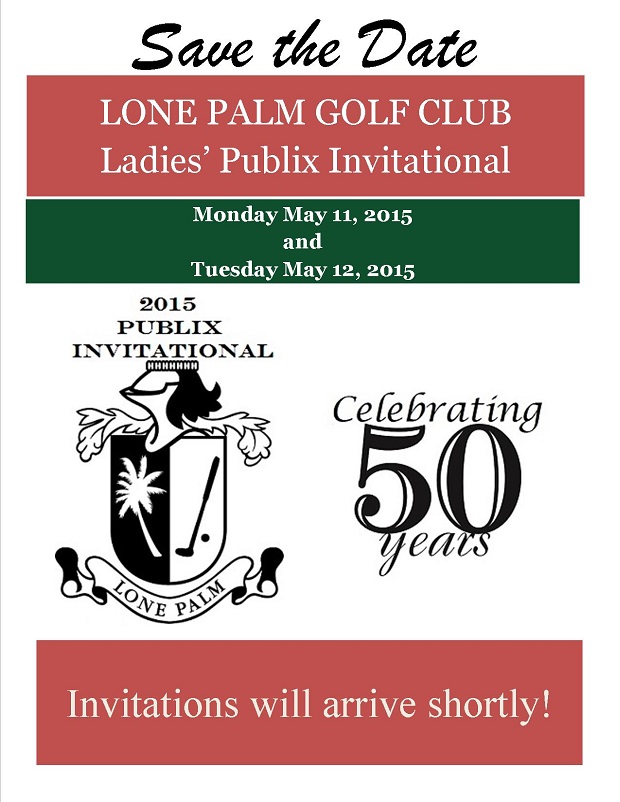 Save the Date
LONE PALM GOLF CLUB
Ladies’ Publix Invitational
Monday May 11, 2015
and
Tuesday May 12, 2015
2015
PUBLIX
INVITATIONAL
LONE PALM
Celebrating
50
years
Invitations will arrive shortly!